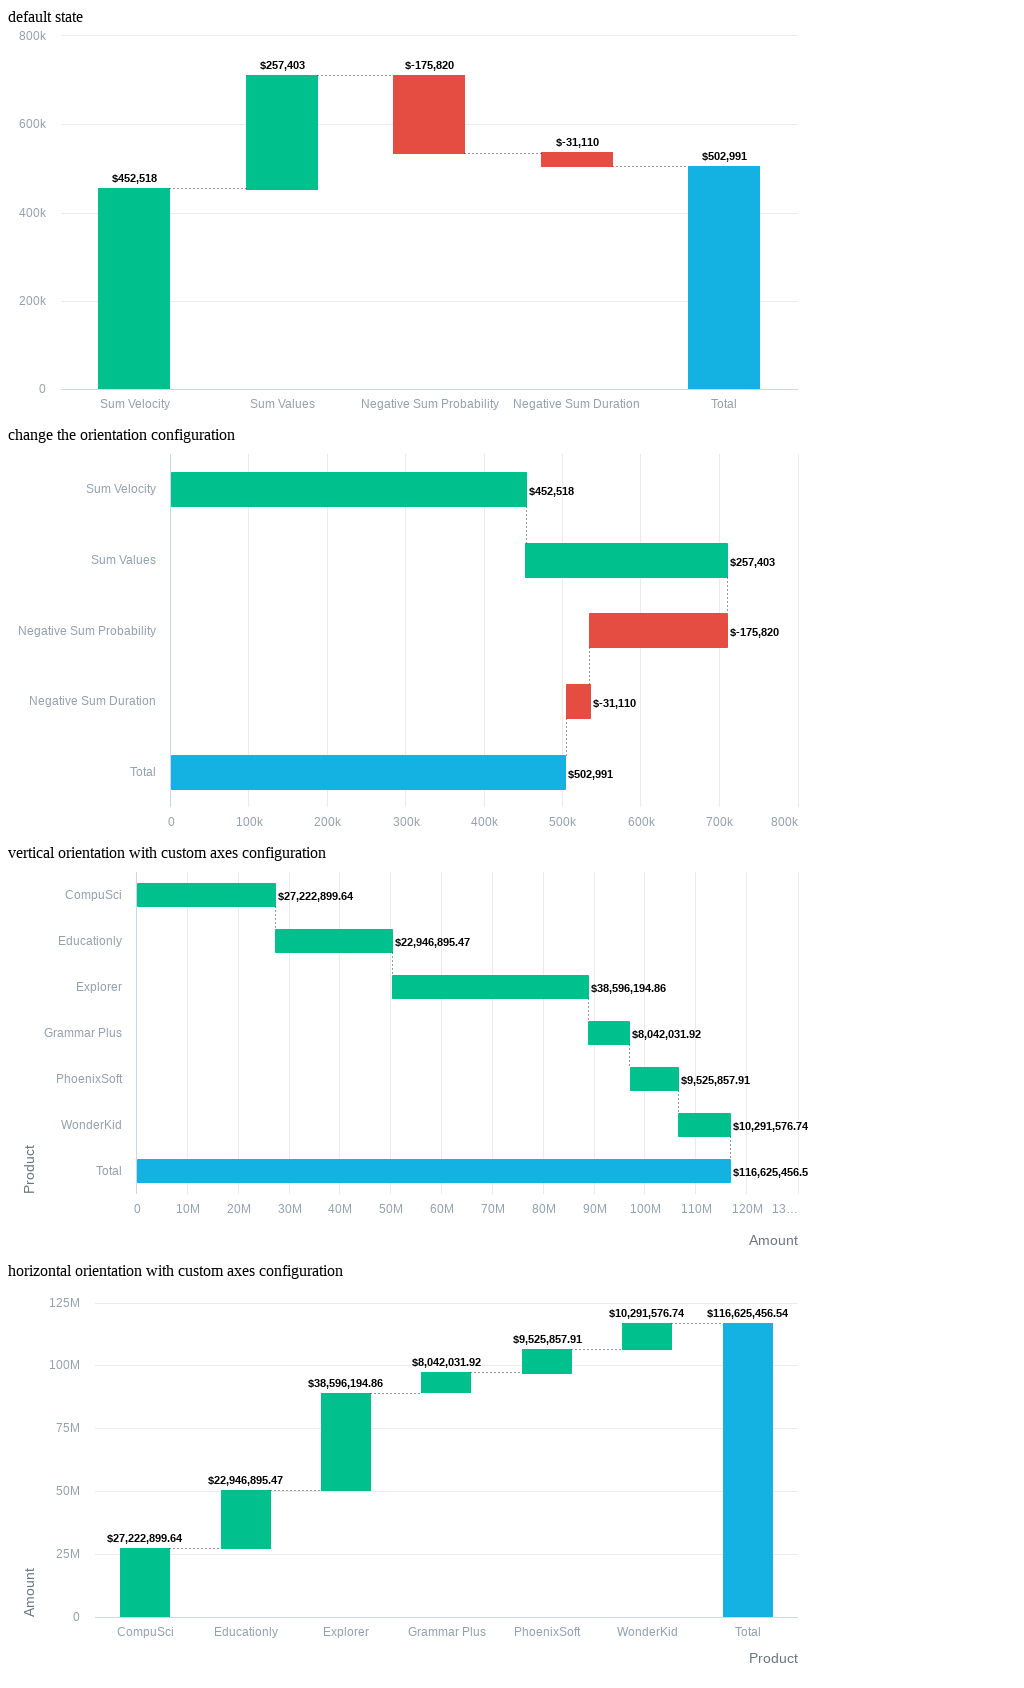 default state
800k
600k
400k
200k
0
$452,518
$257,403
$-175,820
$-31,110
$502,991
Sum Velocity
Sum Values
Negative Sum Probability
Negative Sum Duration
Total
change the orientation configuration
Sum Velocity
$452,518
Sum Values
$257,403
Negative Sum Probability
$-175,820
Negative Sum Duration
$-31,110
Total
$502,991
0
100k
200k
300k
400k
500k
600k
700k
800k
vertical orientation with custom axes configuration
CompuSci
$27,222,899.64
Educationly
$22,946,895.47
Explorer
$38,596,194.86
Grammar Plus
$8,042,031.92
PhoenixSoft
$9,525,857.91
WonderKid
$10,291,576.74
Total
$116,625,456.5
Product
0
10M
20M
30M
40M
50M
60M
70M
80M
90M
100M
110M
120M
13…
Amount
horizontal orientation with custom axes configuration
125M
100M
75M
50M
25M
0
Amount
$27,222,899.64
$22,946,895.47
$38,596,194.86
$8,042,031.92
$9,525,857.91
$10,291,576.74
$116,625,456.54
CompuSci
Educationly
Explorer
Grammar Plus
PhoenixSoft
WonderKid
Total
Product